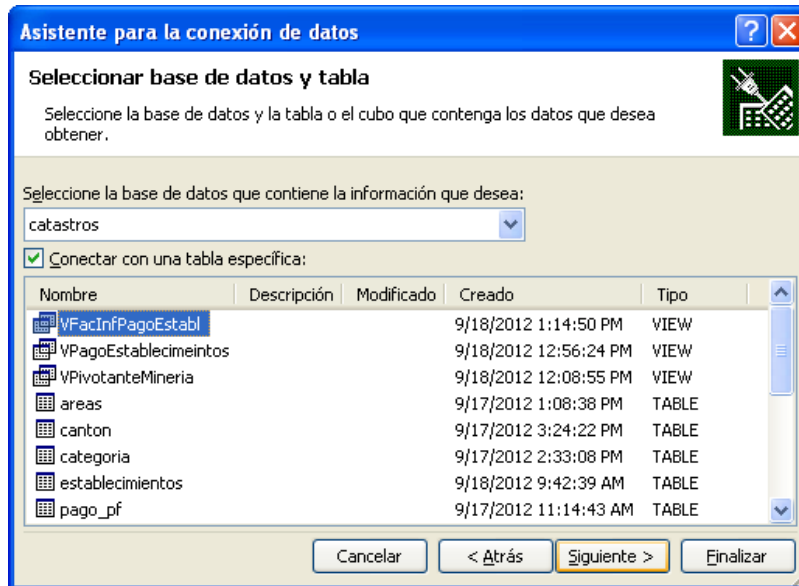 Asistente para la conexión de datos
Seleccionar base de datos y tabla
Seleccione la base de datos y la tabla o el cubo que contenga los datos que desea
obtener.
Seleccione la base de datos que contiene la información que desea:
catastros
Conectar con una tabla específica:
Nombre Descripción Modificado Creado Tipo
VFacInfPagoEstabl 9/18/2012 1:14:50 PM VIEW
VPagoEstablecimeintos 9/18/2012 12:56:24 PM VIEW
VPivotanteMineria 9/18/2012 12:08:55 PM VIEW
areas 9/17/2012 1:08:38 PM TABLE
canton 9/17/2012 3:24:22 PM TABLE
categoria 9/17/2012 2:33:08 PM TABLE
establecimientos 9/18/2012 9:42:39 AM TABLE
pago_pf 9/17/2012 11:14:43 AM TABLE
Cancelar < Atrás Siguiente > Finalizar